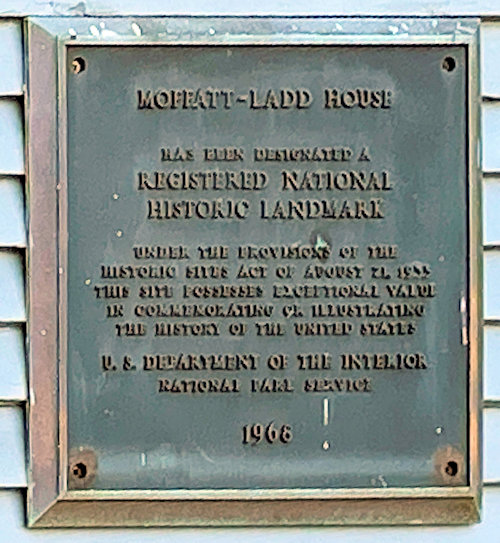 MOFFATT-LADD HOUSE
HAS BEEN DESIGNATED A
REGISTERED NATIONAL
HISTORIC LANDMARK
UNDER THE PROVISIONS OF THE
HISTORIC SITES ACT OF AUGUST 21, 1935
THIS SITE POSSESSES EXCEPTIONAL VALUE
IN COMMEMORATING OR ILLUSTRATING
THE HISTORY OF THE UNITED STATES
U. S. DEPARTMENT OF THE INTERIOR
NATIONAL PARK SERVICE
1968